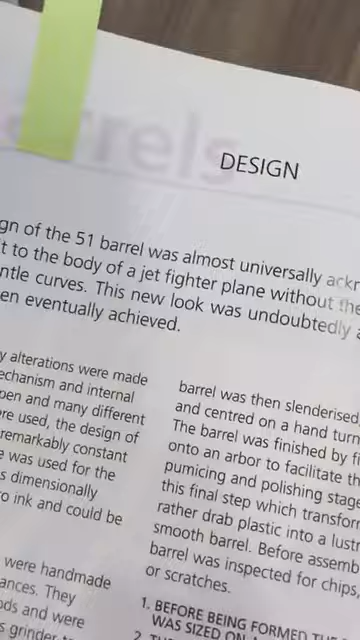 rrels
DESIGN
gn of the 51 barrel was almost universally ackn
t to the body of a jet fighter plane without the
ntle curves. This new look was undoubtedly a
en eventually achieved.
y alterations were made
echanism and internal
pen and many different
re used, the design of
remarkably constant
e was used for the
s dimensionally
o ink and could be
were handmade
ances. They
ods and were
s grinder to
barrel was then slenderised,
and centred on a hand turn
The barrel was finished by fi
onto an arbor to facilitate th
pumicing and polishing stage
this final step which transfor
rather drab plastic into a lustr
smooth barrel. Before assemb
barrel was inspected for chips,
or scratches.
1. BEFORE BEING FORMED THE
WAS SIZED ON
2.